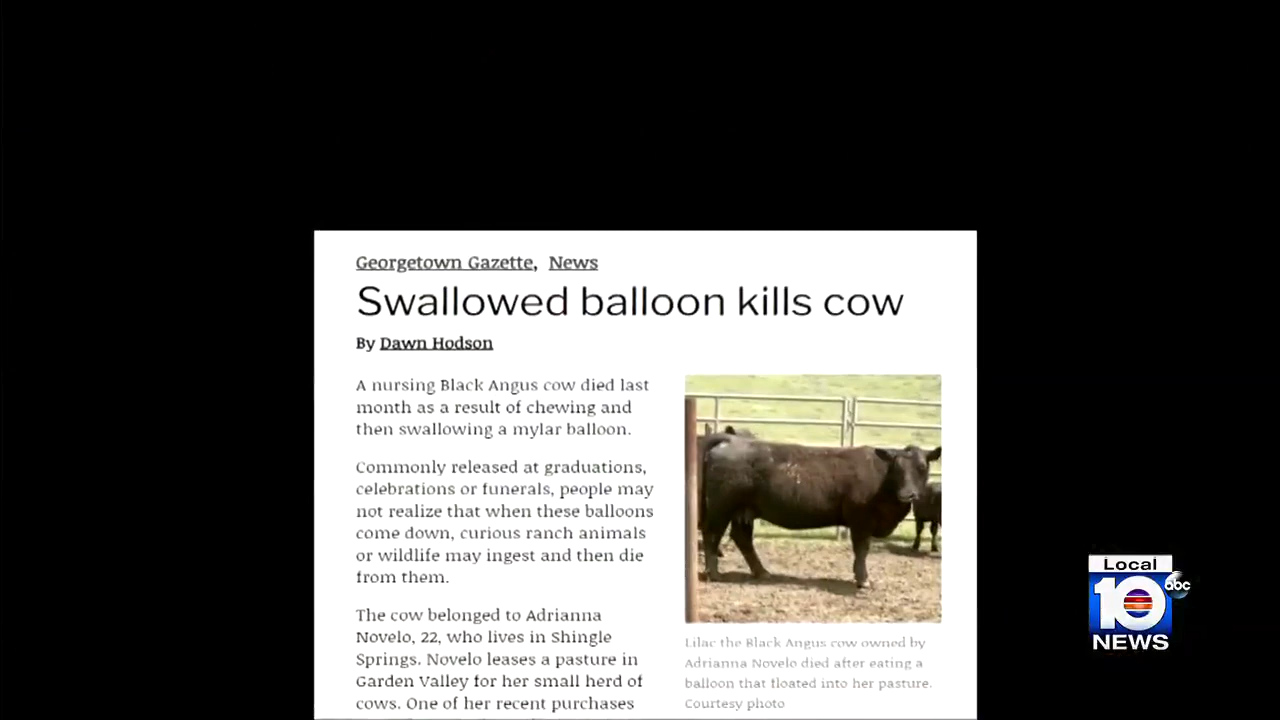 Georgetown Gazette, News
Swallowed balloon kills cow
By Dawn Hodson
A nursing Black Angus cow died last
month as a result of chewing and
then swallowing a mylar balloon.
Commonly released at graduations,
celebrations or funerals, people may
not realize that when these balloons
come down, curious ranch animals
or wildlife may ingest and then die
from them.
The cow belonged to Adrianna
Novelo, 22, who lives in Shingle
Springs. Novelo leases a pasture in
Garden Valley for her small herd of
cows. One of her recent purchases
Lilac the Black Angus cow owned by
Adrianna Novelo died after eating a
balloon that floated into her pasture.
Courtesy photo
Local
10 abc
NEWS